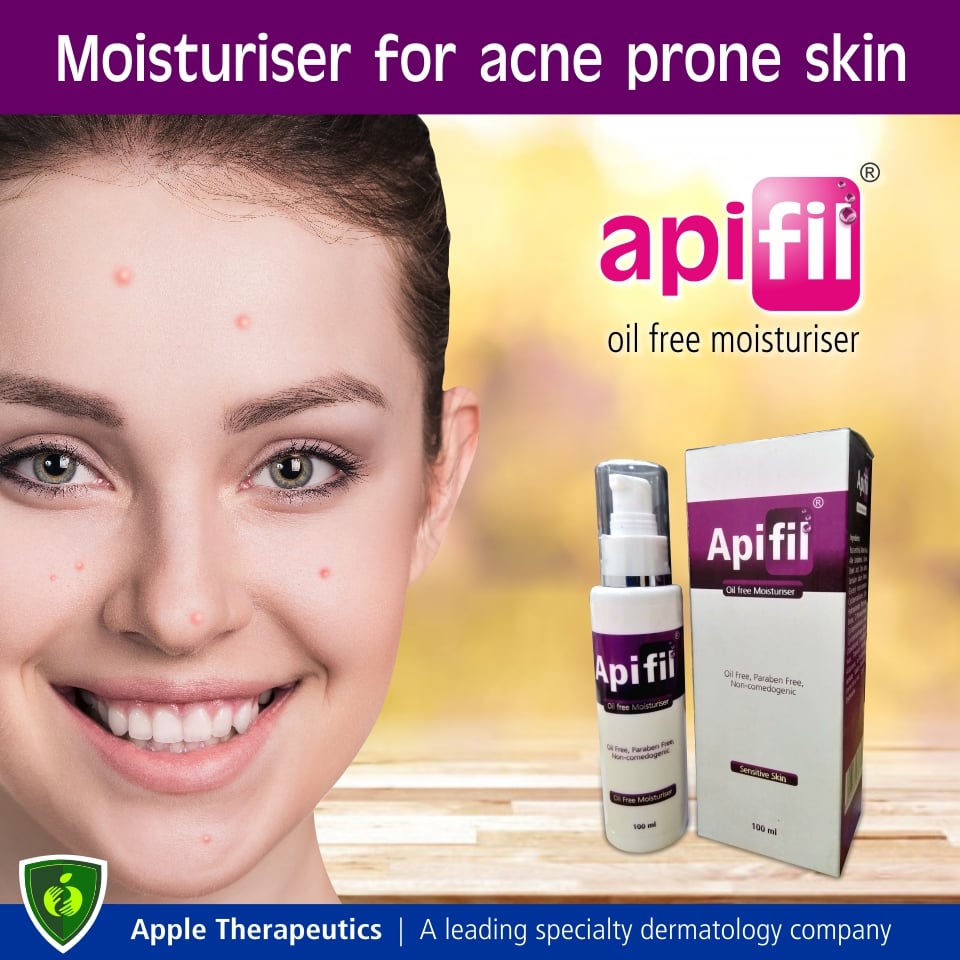 Moisturiser for acne prone skin
apifil®
oil free moisturiser
Apifil®
Oil free Moisturiser
Oil Free, Paraben Free,
Non-comedogenic
Oil Free Moisturiser
100 ml
Apifil®
Oil free Moisturiser
Oil Free, Paraben Free,
Non-comedogenic
Sensitive Skin
100 ml
Apifil
Apple Therapeutics | A leading specialty dermatology company